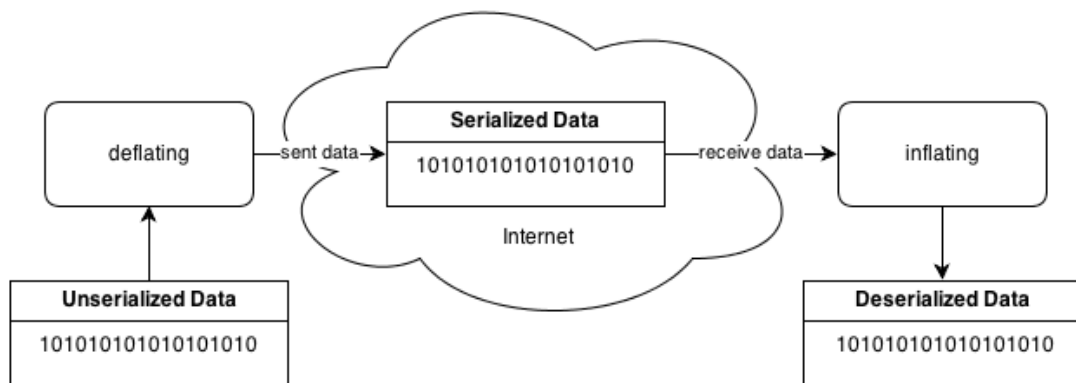 deflating
sent data
Serialized Data
101010101010101010
receive data
inflating
Internet
Unserialized Data
101010101010101010
Deserialized Data
101010101010101010